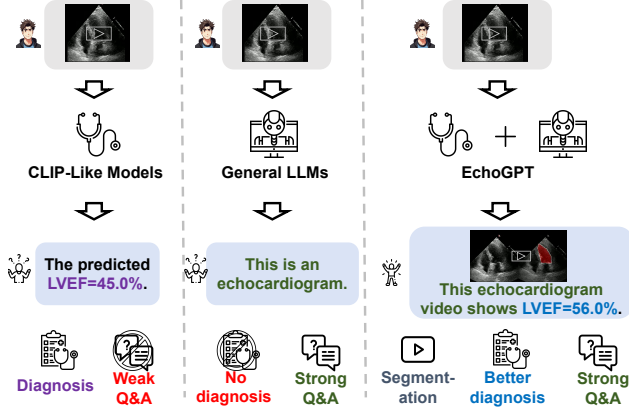 CLIP-Like Models
General LLMs
EchoGPT
The predicted
LVEF=45.0%.
This is an
echocardiogram.
This echocardiogram
video shows LVEF=56.0%.
Diagnosis
Weak
Q&A
No
diagnosis
Strong
Q&A
Segment-
ation
Better
diagnosis
Strong
Q&A